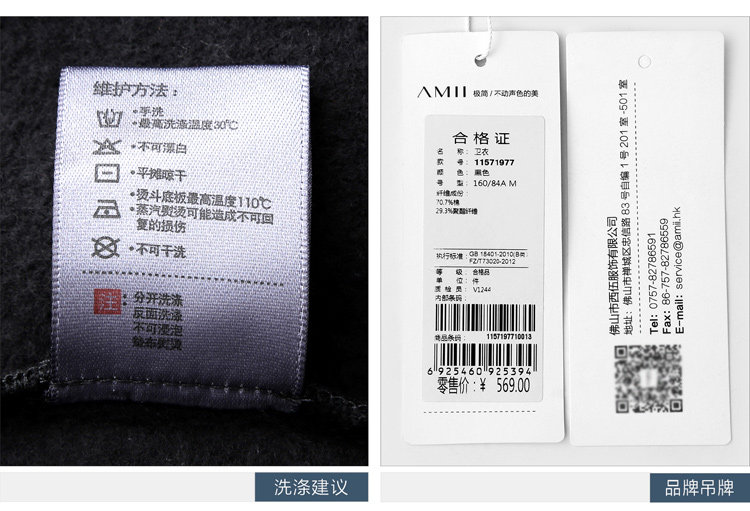 维护方法：
·手洗
·最高洗涤温度30℃
·不可漂白
·平摊晾干
·熨斗底板最高温度110℃
·蒸汽熨烫可能造成不可回
复的损伤
·不可干洗
注：
分开洗涤
反面洗涤
不可浸泡
垫布熨烫
洗涤建议
AMII 极简/不动声色的美
合格证
名 称：卫衣
款 号：11571977
颜 色：黑色
号 型：160/84A M
纤维成份：
70.7%棉
29.3%聚酯纤维
执行标准：GB 18401-2010(B类)
FZ/T73020-2012
等 级：合格品
单 位：件
质 检 员：V1244
内部条码：
商品条码：1157197710013
6 925460 925394
零售价：¥ 569.00
佛山市西伍服饰有限公司
地址：佛山市禅城区忠信路 83 号自编 1 号 201 室 -501 室
Tel: 0757-82786591
Fax: 86-757-82786559
E-mail: service@amii.hk
品牌吊牌